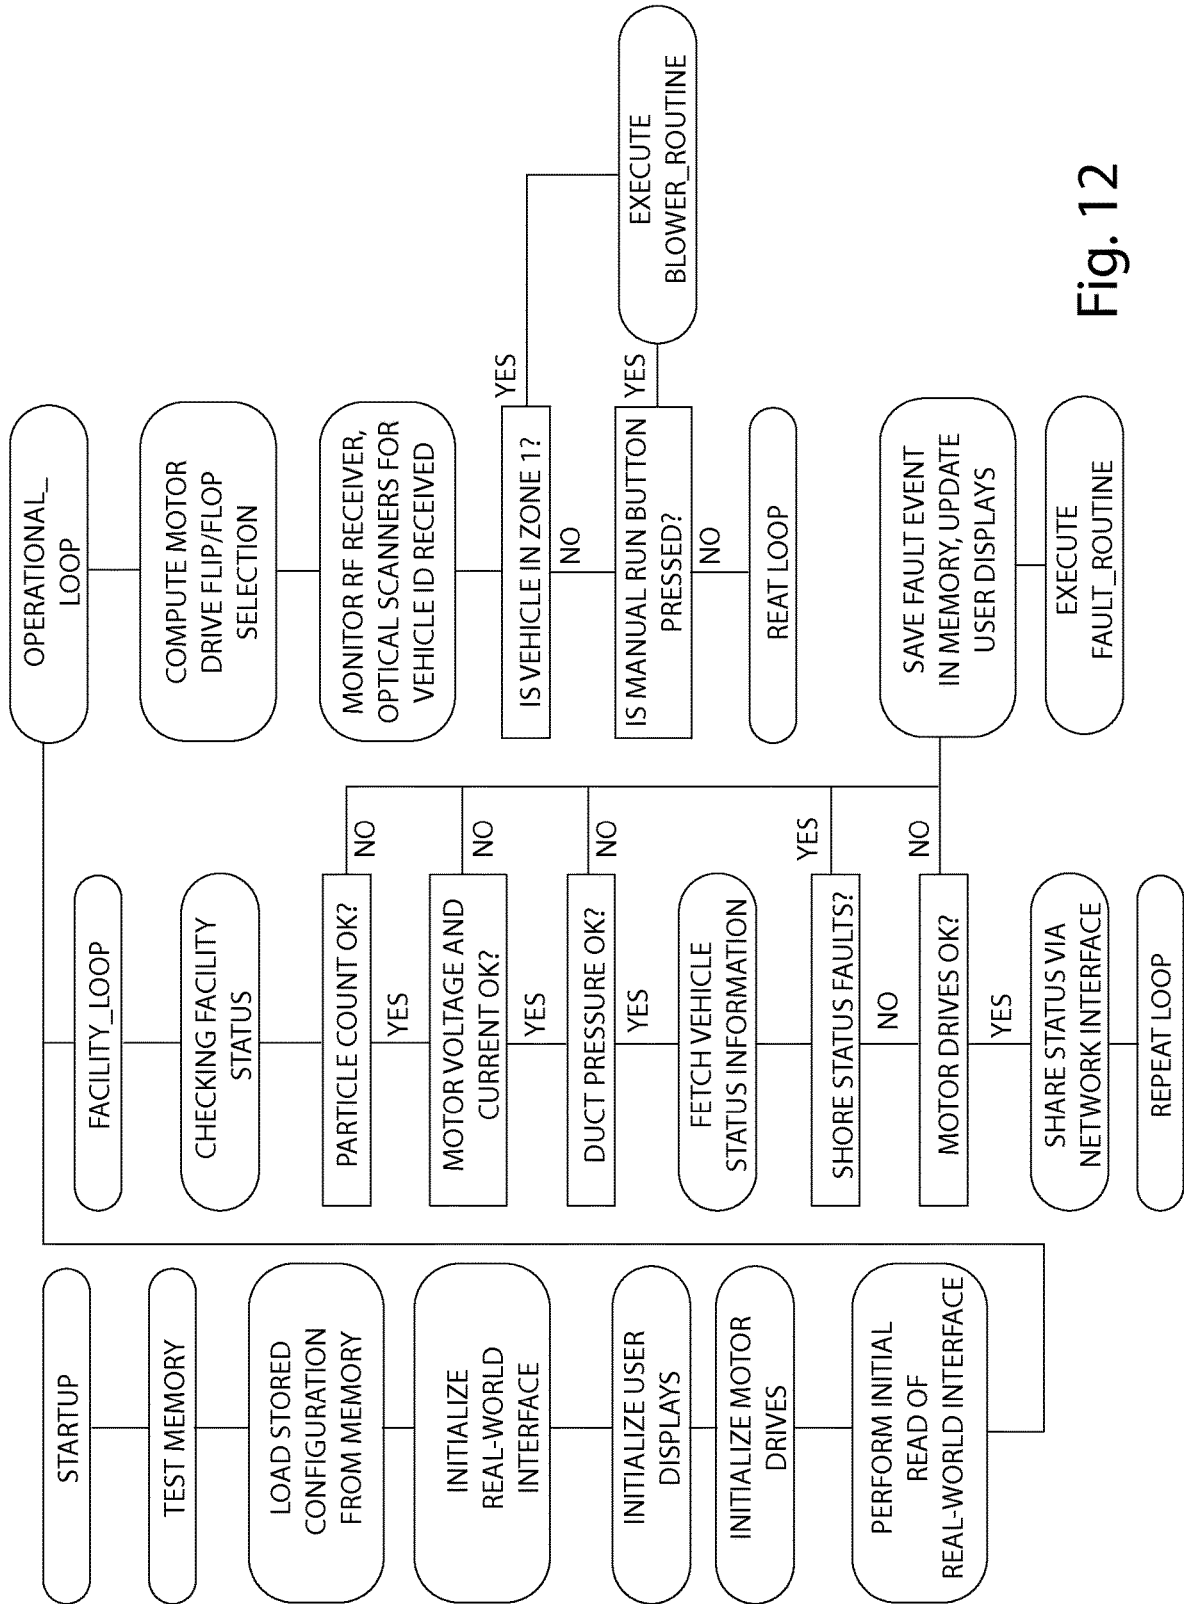 STARTUP
TEST MEMORY
LOAD STORED
CONFIGURATION
FROM MEMORY
INITIALIZE
REAL-WORLD
INTERFACE
INITIALIZE USER
DISPLAYS
INITIALIZE MOTOR
DRIVES
PERFORM INITIAL
READ OF
REAL-WORLD INTERFACE
FACILITY_LOOP
CHECKING FACILITY
STATUS
PARTICLE COUNT OK?
NO
YES
MOTOR VOLTAGE AND
CURRENT OK?
NO
YES
DUCT PRESSURE OK?
NO
YES
FETCH VEHICLE
STATUS INFORMATION
SHORE STATUS FAULTS?
YES
NO
MOTOR DRIVES OK?
NO
YES
SHARE STATUS VIA
NETWORK INTERFACE
REPEAT LOOP
OPERATIONAL_
LOOP
COMPUTE MOTOR
DRIVE FLIP/FLOP
SELECTION
MONITOR RF RECEIVER,
OPTICAL SCANNERS FOR
VEHICLE ID RECEIVED
IS VEHICLE IN ZONE 1?
YES
NO
IS MANUAL RUN BUTTON
PRESSED?
YES
NO
REAT LOOP
SAVE FAULT EVENT
IN MEMORY, UPDATE
USER DISPLAYS
EXECUTE
FAULT_ROUTINE
EXECUTE
BLOWER_ROUTINE
Fig. 12